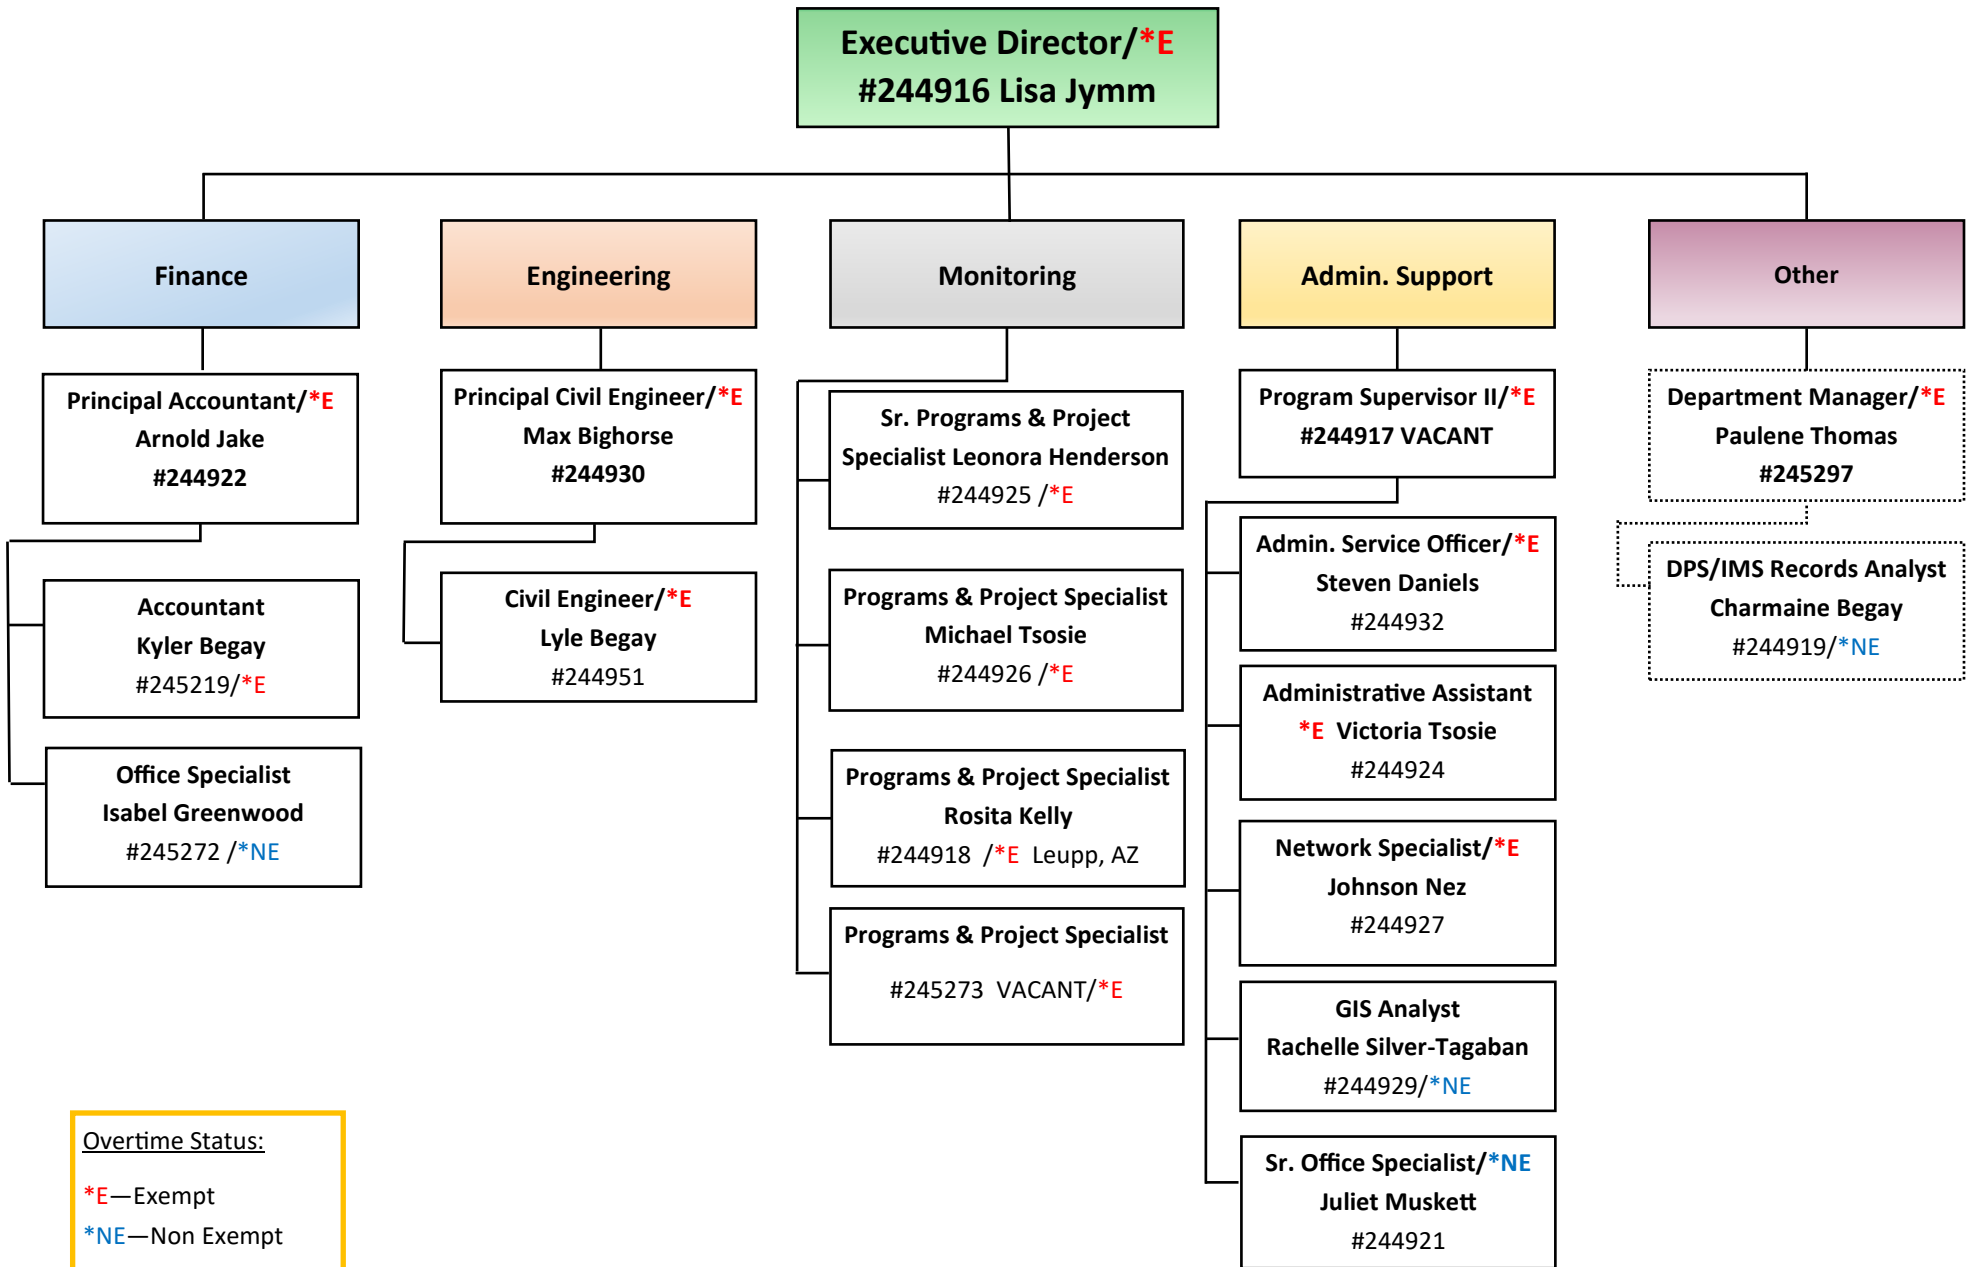 Executive Director/*E
#244916 Lisa Jymm
Finance
Engineering
Monitoring
Admin. Support
Other
Principal Accountant/*E
Arnold Jake
#244922
Accountant
Kyler Begay
#245219/*E
Office Specialist
Isabel Greenwood
#245272 /*NE
Principal Civil Engineer/*E
Max Bighorse
#244930
Civil Engineer/*E
Lyle Begay
#244951
Sr. Programs & Project
Specialist Leonora Henderson
#244925 /*E
Programs & Project Specialist
Michael Tsosie
#244926 /*E
Programs & Project Specialist
Rosita Kelly
#244918 /*E Leupp, AZ
Programs & Project Specialist
#245273 VACANT/*E
Program Supervisor II/*E
#244917 VACANT
Admin. Service Officer/*E
Steven Daniels
#244932
Administrative Assistant
*E Victoria Tsosie
#244924
Network Specialist/*E
Johnson Nez
#244927
GIS Analyst
Rachelle Silver-Tagaban
#244929/*NE
Sr. Office Specialist/*NE
Juliet Muskett
#244921
Department Manager/*E
Paulene Thomas
#245297
DPS/IMS Records Analyst
Charmaine Begay
#244919/*NE
Overtime Status:
*E—Exempt
*NE—Non Exempt